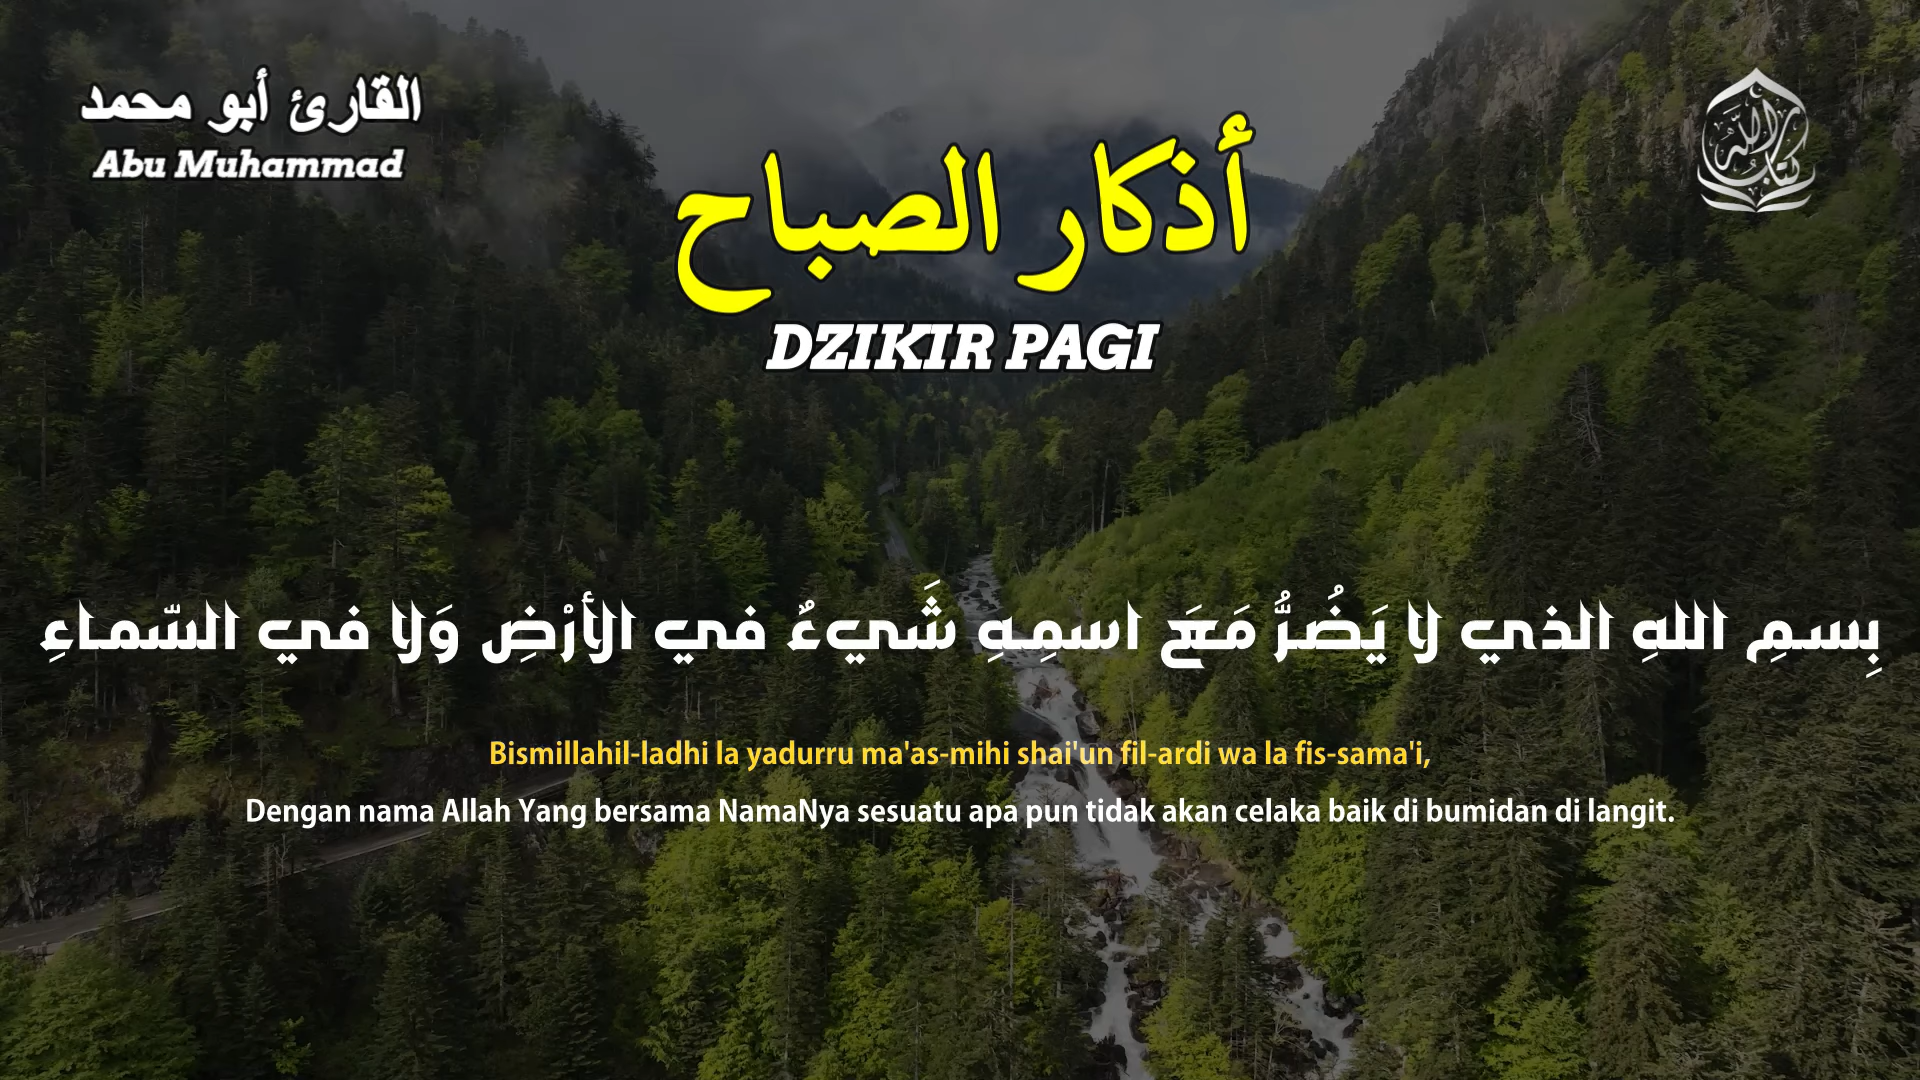 القارئ أبو محمد
Abu Muhammad
أذكار الصباح
DZIKIR PAGI
كتاب الله
بِسمِ اللهِ الذي لا يَضُرُّ مَعَ اسمِهِ شَيءٌ في الأرْضِ وَلا في السّماءِ
Bismillahil-ladhi la yadurru ma'as-mihi shai'un fil-ardi wa la fis-sama'i,
Dengan nama Allah Yang bersama NamaNya sesuatu apa pun tidak akan celaka baik di bumidan di langit.